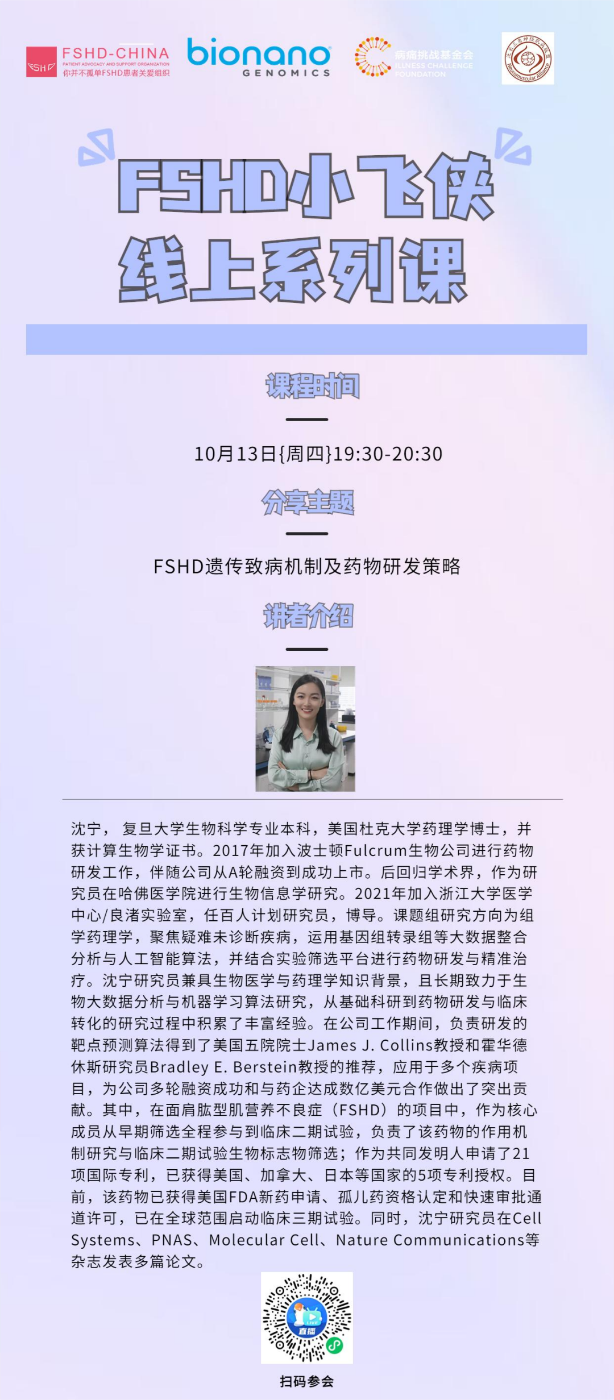 FSHD-CHINA
PATIENT ADVOCACY AND SUPPORT ORGANIZATION
你并不孤单FSHD患者关爱组织
FSHD
bionano
GENOMICS
病痛挑战基金会
ILLNESS CHALLENGE
FOUNDATION
FSHD小飞侠
线上系列课
课程时间
10月13日{周四}19:30-20:30
分享主题
FSHD遗传致病机制及药物研发策略
讲者介绍
沈宁， 复旦大学生物科学专业本科，美国杜克大学药理学博士，并
获计算生物学证书。2017年加入波士顿Fulcrum生物公司进行药物
研发工作，伴随公司从A轮融资到成功上市。后回归学术界，作为研
究员在哈佛医学院进行生物信息学研究。2021年加入浙江大学医学
中心/良渚实验室，任百人计划研究员，博导。课题组研究方向为组
学药理学，聚焦疑难未诊断疾病，运用基因组转录组等大数据整合
分析与人工智能算法，并结合实验筛选平台进行药物研发与精准治
疗。沈宁研究员兼具生物医学与药理学知识背景，且长期致力于生
物大数据分析与机器学习算法研究，从基础科研到药物研发与临床
转化的研究过程中积累了丰富经验。在公司工作期间，负责研发的
靶点预测算法得到了美国五院院士James J. Collins教授和霍华德
休斯研究员Bradley E. Berstein教授的推荐，应用于多个疾病项
目，为公司多轮融资成功和与药企达成数亿美元合作做出了突出贡
献。其中，在面肩肱型肌营养不良症（FSHD）的项目中，作为核心
成员从早期筛选全程参与到临床二期试验，负责了该药物的作用机
制研究与临床二期试验生物标志物筛选；作为共同发明人申请了21
项国际专利，已获得美国、加拿大、日本等国家的5项专利授权。目
前，该药物已获得美国FDA新药申请、孤儿药资格认定和快速审批通
道许可，已在全球范围启动临床三期试验。同时，沈宁研究员在Cell
Systems、PNAS、Molecular Cell、Nature Communications等
杂志发表多篇论文。
直播
扫码参会